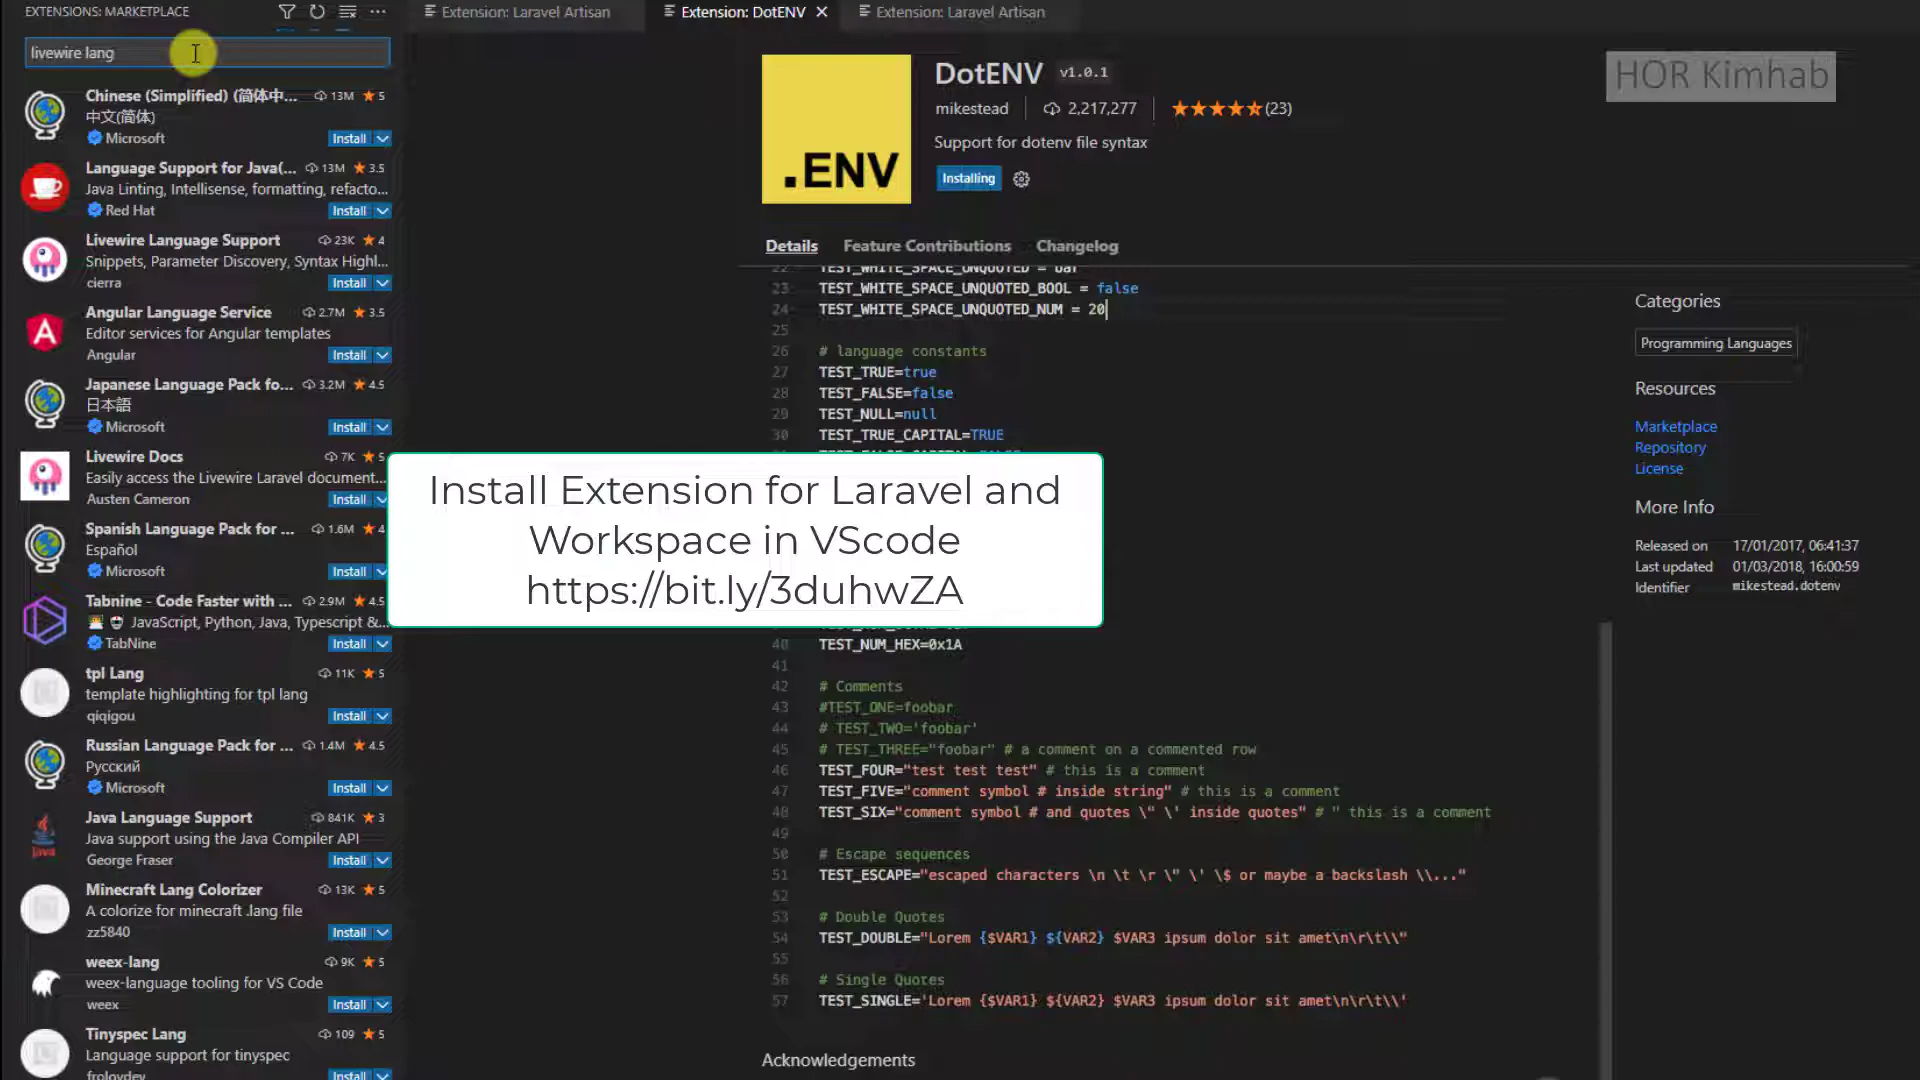 EXTENSIONS: MARKETPLACE
livewire lang
Chinese (Simplified) (简体中... 13M 5
中文(简体)
Microsoft Install
Language Support for Java(... 13M 3.5
Java Linting, Intellisense, formatting, refacto...
Red Hat Install
Livewire Language Support 23K 4
Snippets, Parameter Discovery, Syntax Highl...
cierra Install
Angular Language Service 2.7M 3.5
Editor services for Angular templates
Angular Install
Japanese Language Pack fo... 3.2M 4.5
日本語
Microsoft Install
Livewire Docs 7K 5
Easily access the Livewire Laravel document...
Austen Cameron Install
Spanish Language Pack for ... 1.6M 4
Español
Microsoft Install
Tabnine - Code Faster with ... 2.9M 4.5
JavaScript, Python, Java, Typescript &...
TabNine Install
tpl Lang 11K 5
template highlighting for tpl lang
qiqigou Install
Russian Language Pack for ... 1.4M 4.5
Русский
Microsoft Install
Java Language Support 841K 3
Java support using the Java Compiler API
George Fraser Install
Minecraft Lang Colorizer 13K 5
A colorize for minecraft .lang file
zz5840 Install
weex-lang 9K 5
weex-language tooling for VS Code
weex Install
Tinyspec Lang 109 5
Language support for tinyspec
frolovdev Install
Extension: Laravel Artisan
Extension: DotENV
Extension: Laravel Artisan
HOR Kimhab
.ENV
DotENV v1.0.1
mikestead 2,217,277 (23)
Support for dotenv file syntax
Installing
Details Feature Contributions Changelog
22 TEST_WHITE_SPACE_UNQUOTED = bar
23 TEST_WHITE_SPACE_UNQUOTED_BOOL = false
24 TEST_WHITE_SPACE_UNQUOTED_NUM = 20
25
26 # language constants
27 TEST_TRUE=true
28 TEST_FALSE=false
29 TEST_NULL=null
30 TEST_TRUE_CAPITAL=TRUE
Install Extension for Laravel and
Workspace in VScode
https://bit.ly/3duhwZA
40 TEST_NUM_HEX=0x1A
41
42 # Comments
43 #TEST_ONE=foobar
44 # TEST_TWO='foobar'
45 # TEST_THREE="foobar" # a comment on a commented row
46 TEST_FOUR="test test test" # this is a comment
47 TEST_FIVE="comment symbol # inside string" # this is a comment
48 TEST_SIX="comment symbol # and quotes \" \' inside quotes" # " this is a comment
49
50 # Escape sequences
51 TEST_ESCAPE="escaped characters \n \t \r \" \' \$ or maybe a backslash \\..."
52
53 # Double Quotes
54 TEST_DOUBLE="Lorem {$VAR1} ${VAR2} $VAR3 ipsum dolor sit amet\n\r\t\\"
55
56 # Single Quotes
57 TEST_SINGLE='Lorem {$VAR1} ${VAR2} $VAR3 ipsum dolor sit amet\n\r\t\\'
Acknowledgements
Categories
Programming Languages
Resources
Marketplace
Repository
License
More Info
Released on 17/01/2017, 06:41:37
Last updated 01/03/2018, 16:00:59
Identifier mikestead.dotenv